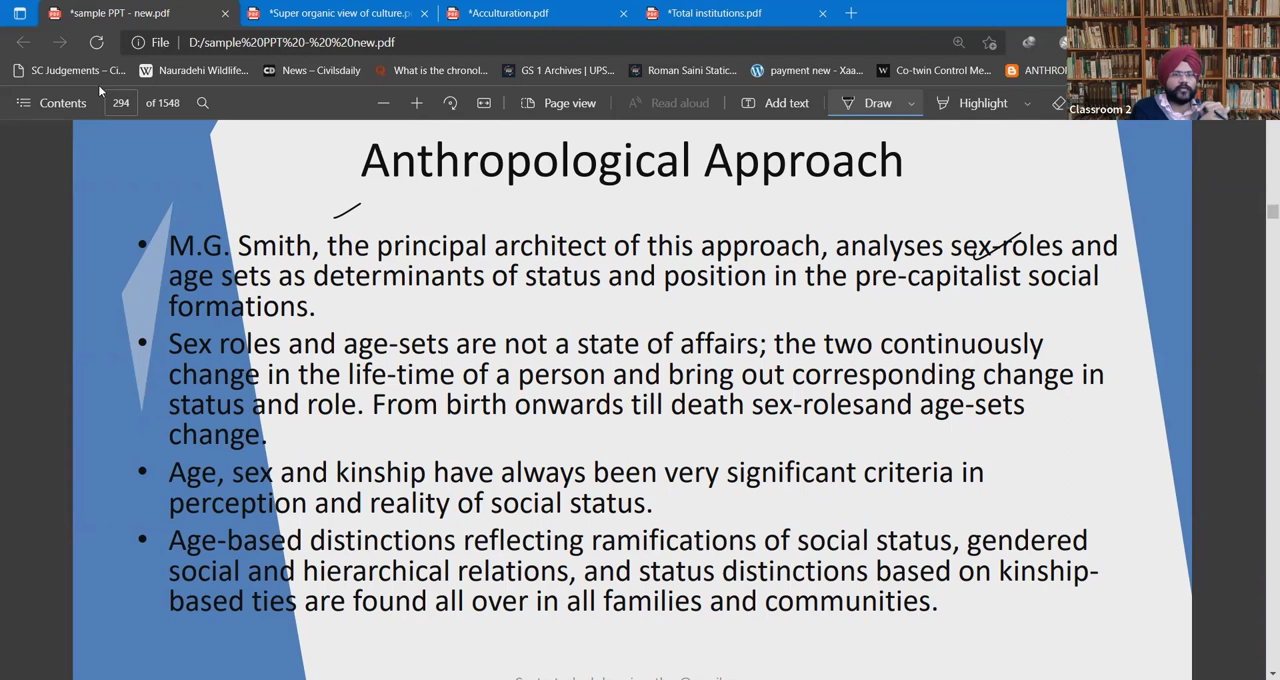 *sample PPT - new.pdf
*Super organic view of culture.p
*Acculturation.pdf
*Total institutions.pdf
File D:/sample%20PPT%20-%20%20new.pdf
SC Judgements – Ci...
Nauradehi Wildlife...
News – Civilsdaily
What is the chronol...
GS 1 Archives | UPS...
Roman Saini Static...
payment new - Xaa...
Co-twin Control Me...
ANTHRO
Contents 294 of 1548
Page view
Read aloud
Add text
Draw
Highlight
Classroom 2
Anthropological Approach
• M.G. Smith, the principal architect of this approach, analyses sex-roles and
age sets as determinants of status and position in the pre-capitalist social
formations.
• Sex roles and age-sets are not a state of affairs; the two continuously
change in the life-time of a person and bring out corresponding change in
status and role. From birth onwards till death sex-rolesand age-sets
change.
• Age, sex and kinship have always been very significant criteria in
perception and reality of social status.
• Age-based distinctions reflecting ramifications of social status, gendered
social and hierarchical relations, and status distinctions based on kinship-
based ties are found all over in all families and communities.